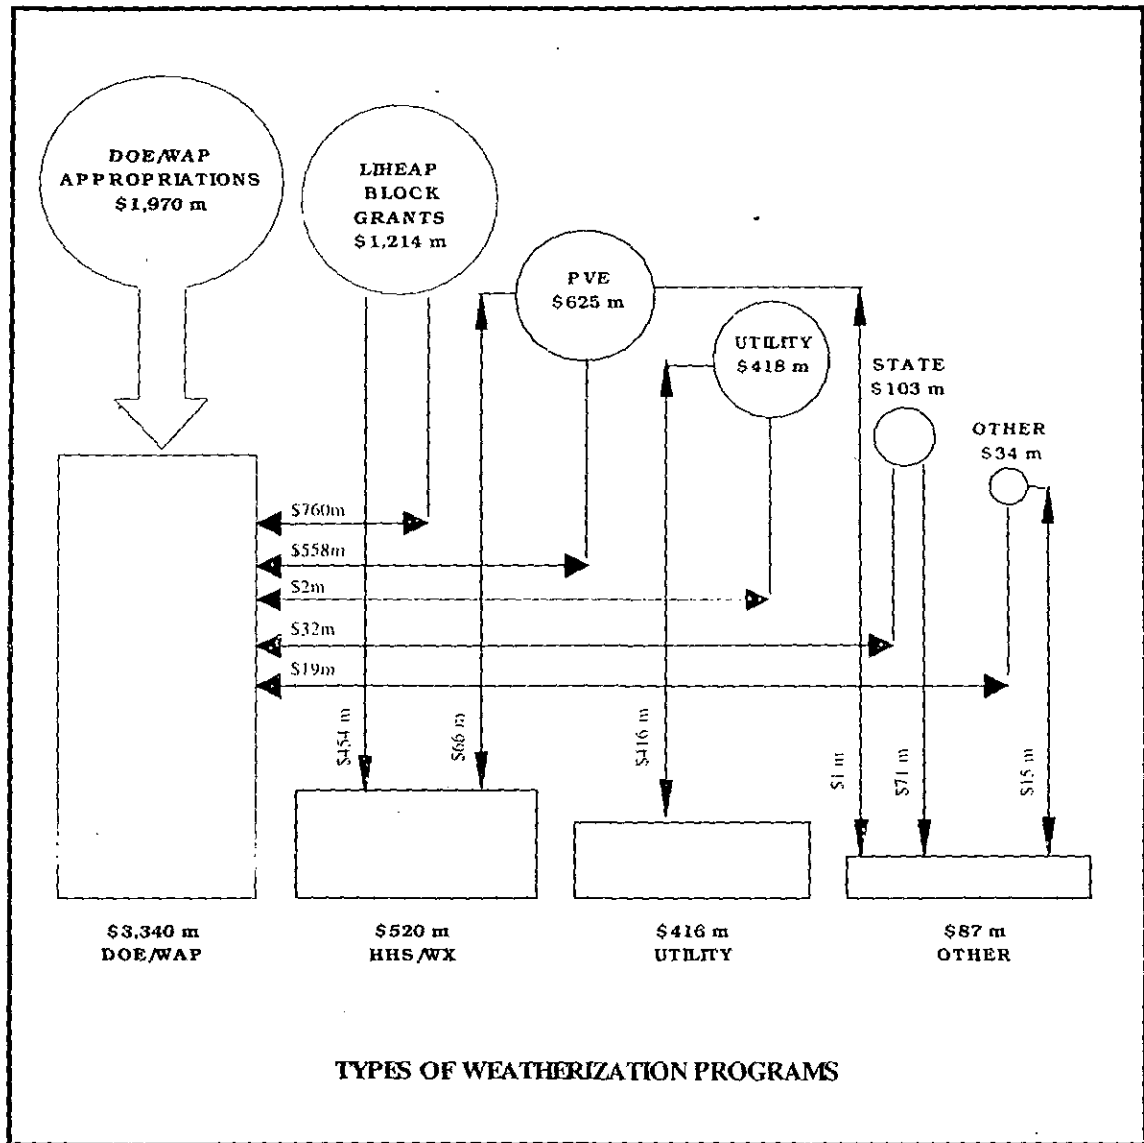 DOE/WAP
APPROPRIATIONS
$1,970 m
LIHEAP
BLOCK
GRANTS
$1,214 m
PVE
$625 m
UTILITY
$418 m
STATE
$103 m
OTHER
$34 m
$760m
$558m
$2m
$32m
$19m
$454 m
$66 m
$416 m
$1 m
$71 m
$15 m
$3,340 m
DOE/WAP
$520 m
HHS/WX
$416 m
UTILITY
$87 m
OTHER
TYPES OF WEATHERIZATION PROGRAMS